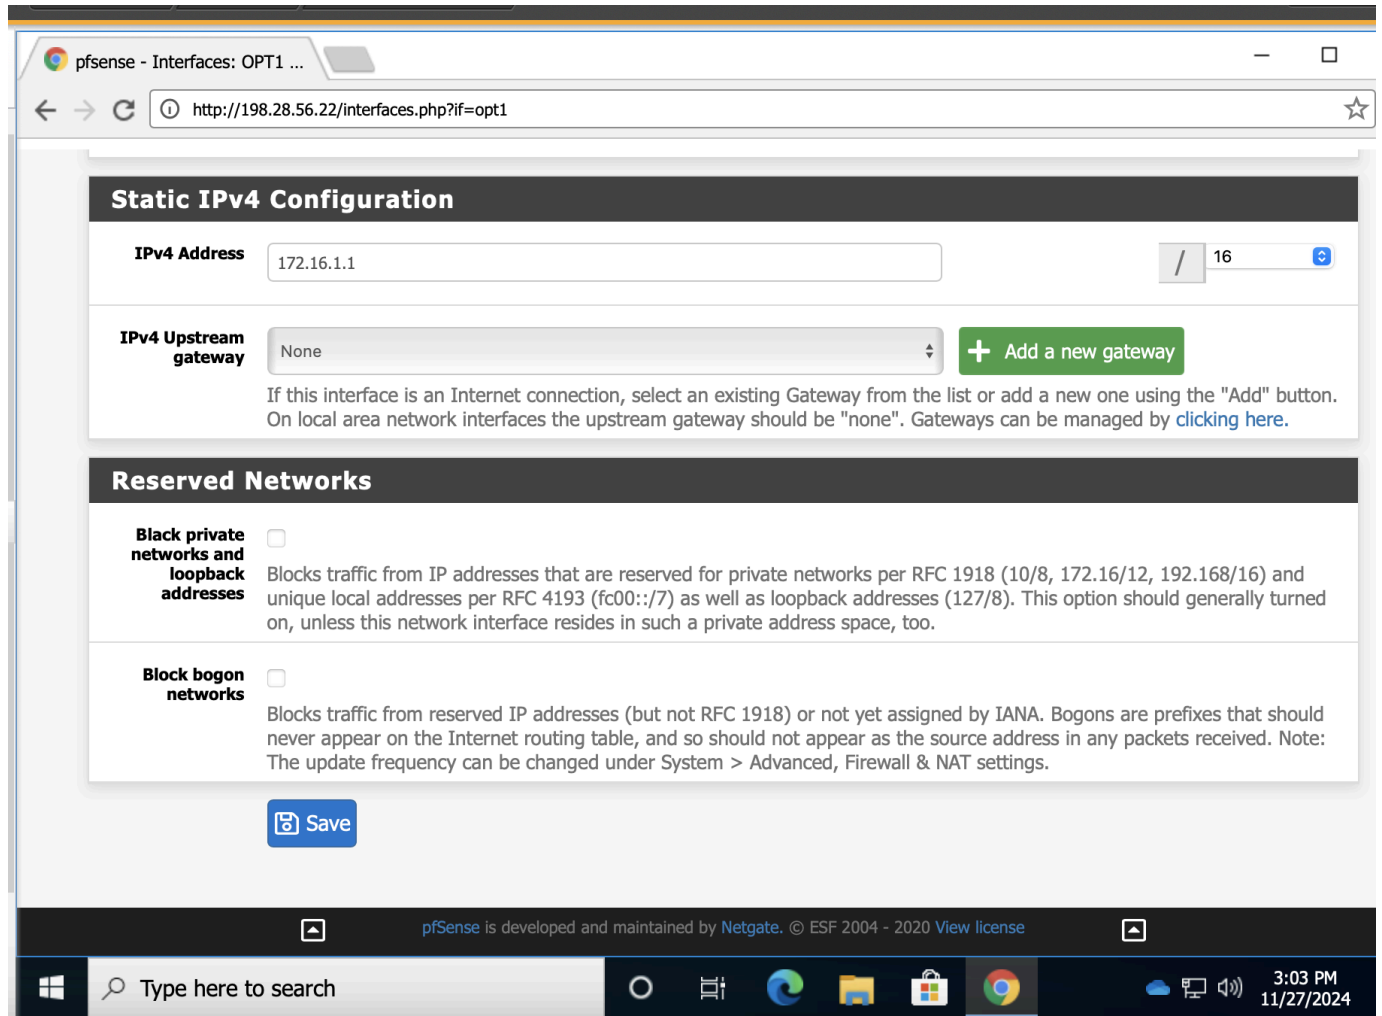 pfsense - Interfaces: OPT1 ...
http://198.28.56.22/interfaces.php?if=opt1
Static IPv4 Configuration
IPv4 Address
172.16.1.1
/
16
IPv4 Upstream
gateway
None
Add a new gateway
If this interface is an Internet connection, select an existing Gateway from the list or add a new one using the "Add" button.
On local area network interfaces the upstream gateway should be "none". Gateways can be managed by clicking here.
Reserved Networks
Black private
networks and
loopback
addresses
Blocks traffic from IP addresses that are reserved for private networks per RFC 1918 (10/8, 172.16/12, 192.168/16) and
unique local addresses per RFC 4193 (fc00::/7) as well as loopback addresses (127/8). This option should generally turned
on, unless this network interface resides in such a private address space, too.
Block bogon
networks
Blocks traffic from reserved IP addresses (but not RFC 1918) or not yet assigned by IANA. Bogons are prefixes that should
never appear on the Internet routing table, and so should not appear as the source address in any packets received. Note:
The update frequency can be changed under System > Advanced, Firewall & NAT settings.
Save
pfSense is developed and maintained by Netgate. © ESF 2004 - 2020 View license
Type here to search
3:03 PM
11/27/2024